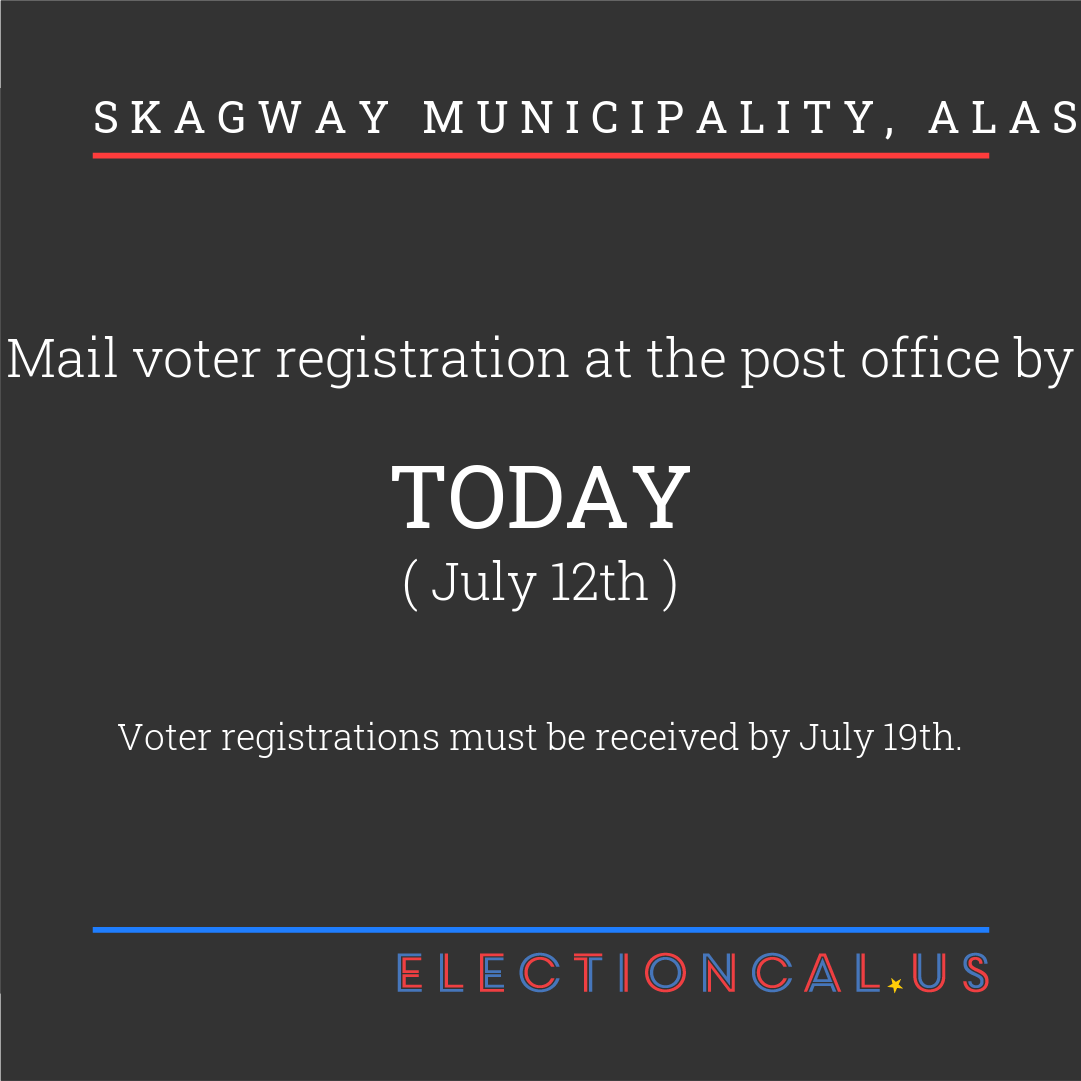 SKAGWAY MUNICIPALITY, ALAS
Mail voter registration at the post office by
TODAY
( July 12th )
Voter registrations must be received by July 19th.
ELECTIONCAL.US